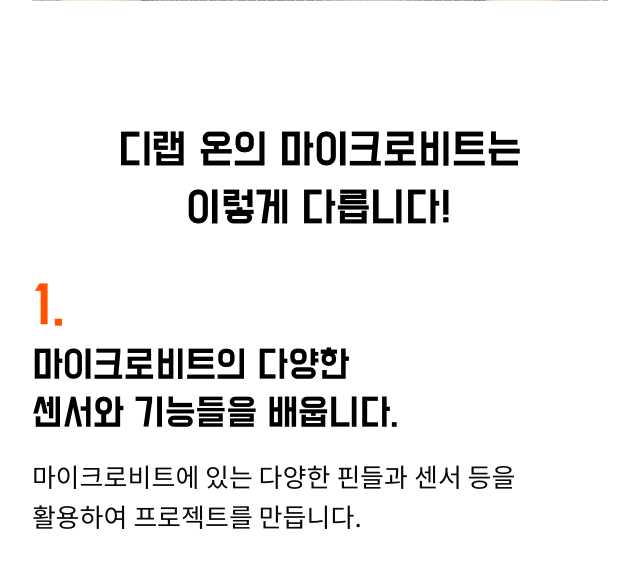 디랩 온의 마이크로비트는
이렇게 다릅니다!
1.
마이크로비트의 다양한
센서와 기능들을 배웁니다.
마이크로비트에 있는 다양한 핀들과 센서 등을
활용하여 프로젝트를 만듭니다.